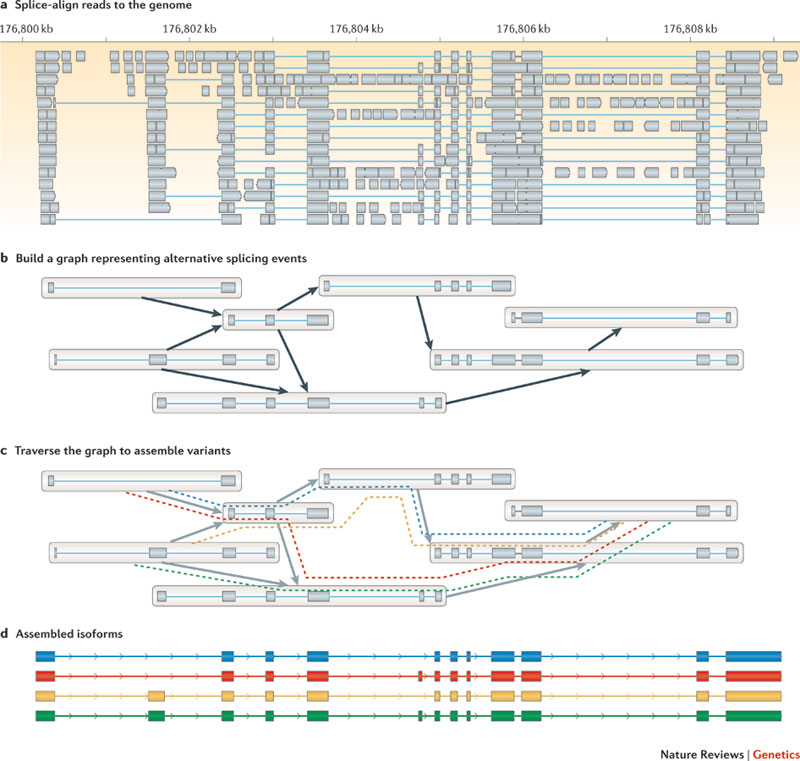 a Splice-align reads to the genome
176,800 kb 176,802 kb 176,804 kb 176,806 kb 176,808 kb
b Build a graph representing alternative splicing events
c Traverse the graph to assemble variants
d Assembled isoforms
Nature Reviews | Genetics